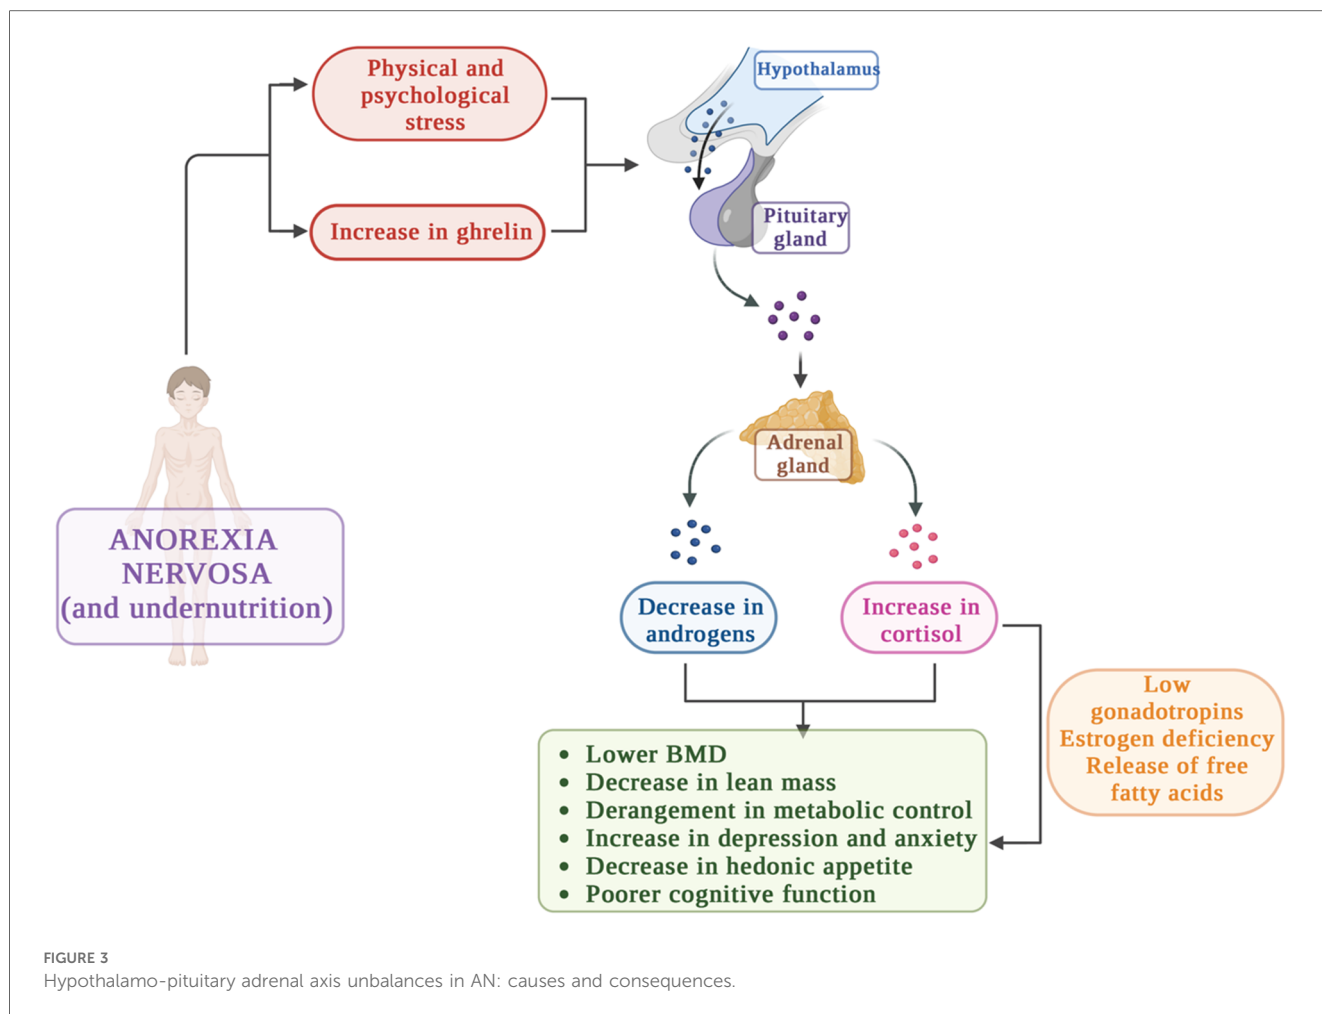 Physical and
psychological
stress
Increase in ghrelin
Hypothalamus
Pituitary
gland
Adrenal
gland
ANOREXIA
NERVOSA
(and undernutrition)
Decrease in
androgens
Increase in
cortisol
Low
gonadotropins
Estrogen deficiency
Release of free
fatty acids
• Lower BMD
• Decrease in lean mass
• Derangement in metabolic control
• Increase in depression and anxiety
• Decrease in hedonic appetite
• Poorer cognitive function
FIGURE 3
Hypothalamo-pituitary adrenal axis unbalances in AN: causes and consequences.